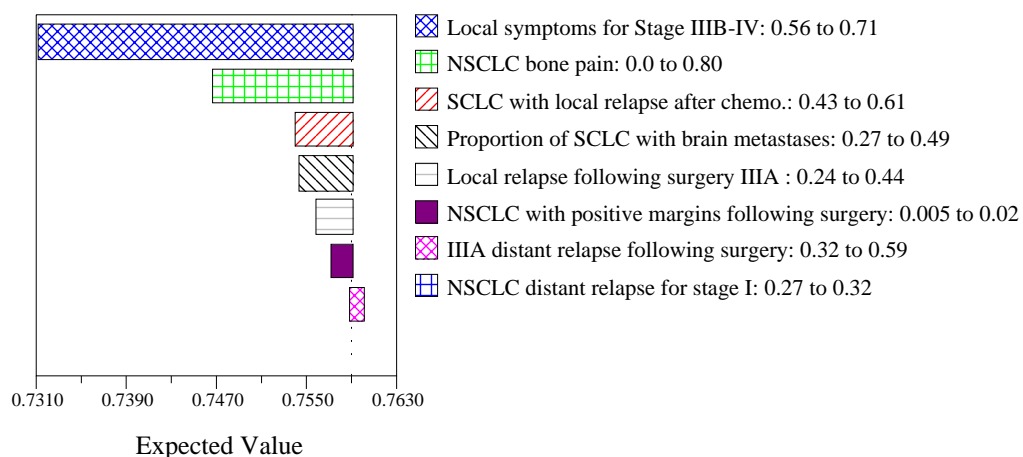 Local symptoms for Stage IIIB-IV: 0.56 to 0.71
NSCLC bone pain: 0.0 to 0.80
SCLC with local relapse after chemo.: 0.43 to 0.61
Proportion of SCLC with brain metastases: 0.27 to 0.49
Local relapse following surgery IIIA : 0.24 to 0.44
NSCLC with positive margins following surgery: 0.005 to 0.02
IIIA distant relapse following surgery: 0.32 to 0.59
NSCLC distant relapse for stage I: 0.27 to 0.32
0.7310 0.7390 0.7470 0.7550 0.7630
Expected Value